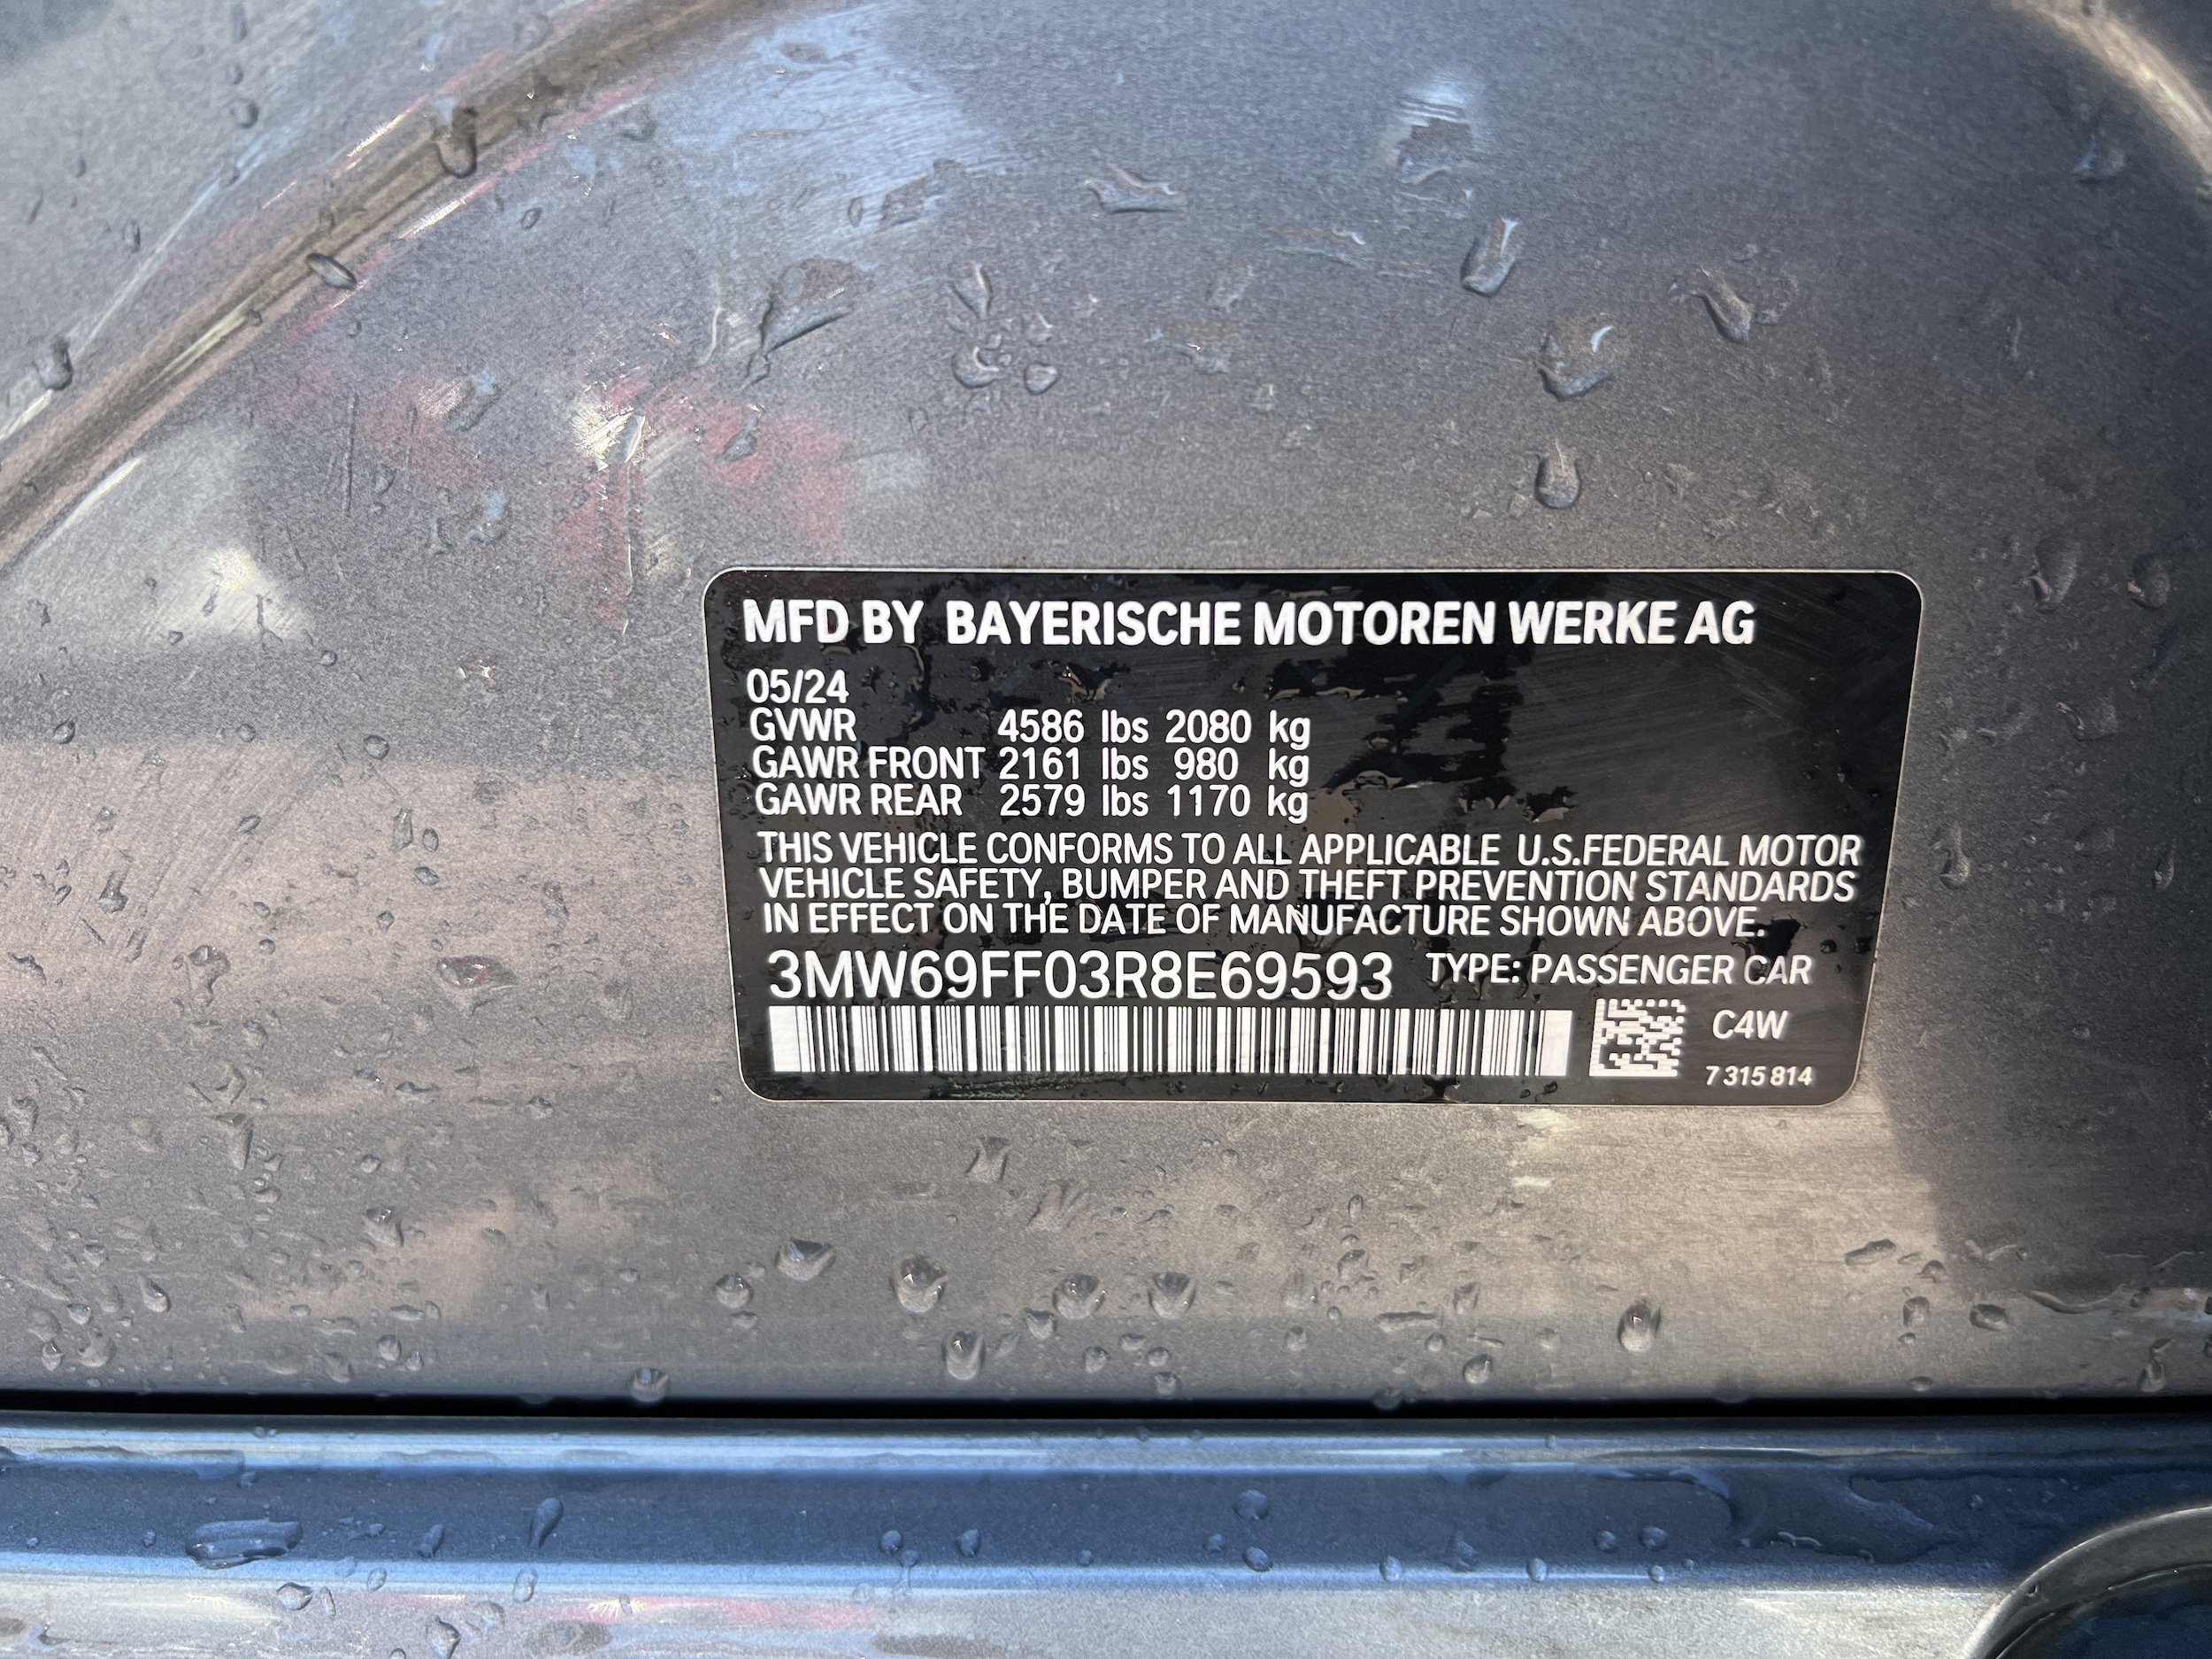 MFD BY BAYERISCHE MOTOREN WERKE AG
05/24
GVWR 4586 lbs 2080 kg
GAWR FRONT 2161 lbs 980 kg
GAWR REAR 2579 lbs 1170 kg
THIS VEHICLE CONFORMS TO ALL APPLICABLE U.S.FEDERAL MOTOR
VEHICLE SAFETY, BUMPER AND THEFT PREVENTION STANDARDS
IN EFFECT ON THE DATE OF MANUFACTURE SHOWN ABOVE.
3MW69FF03R8E69593 TYPE: PASSENGER CAR
C4W
7 315 814